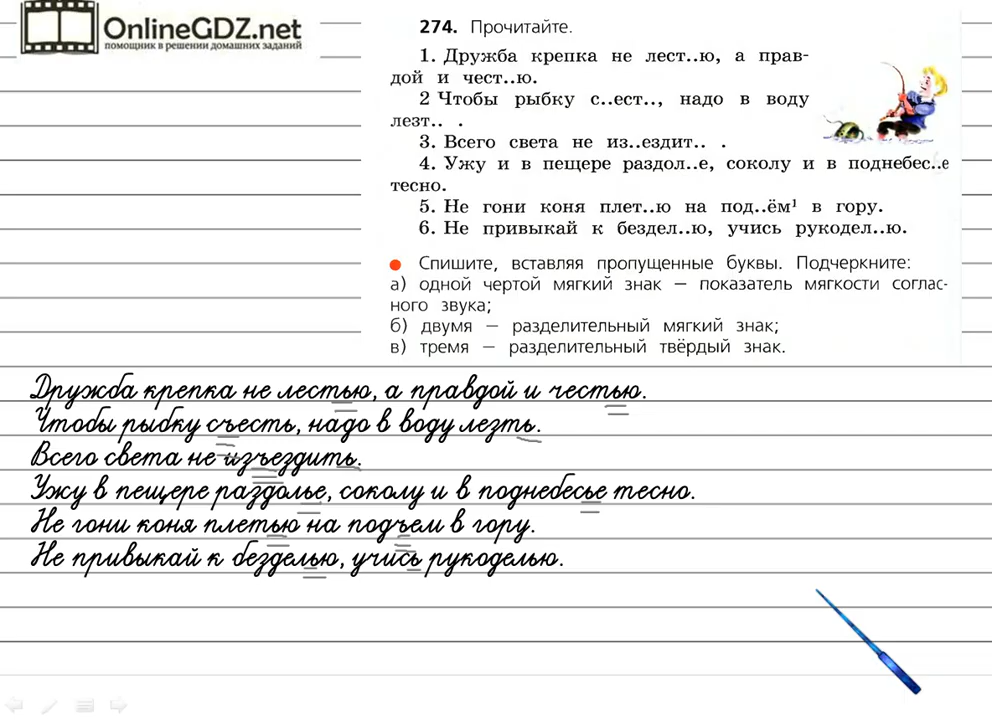 OnlineGDZ.net
помощник в решении домашних заданий
274. Прочитайте.
1. Дружба крепка не лест..ю, а прав-
дой и чест..ю.
2 Чтобы рыбку с..ест.., надо в воду
лезт.. .
3. Всего света не из..ездит.. .
4. Ужу и в пещере раздол..е, соколу и в поднебес..е
тесно.
5. Не гони коня плет..ю на под..ём¹ в гору.
6. Не привыкай к бездел..ю, учись рукодел..ю.
Спишите, вставляя пропущенные буквы. Подчеркните:
а) одной чертой мягкий знак — показатель мягкости соглас-
ного звука;
б) двумя — разделительный мягкий знак;
в) тремя — разделительный твёрдый знак.
Дружба крепка не лестью, а правдой и честью.
Чтобы рыбку съесть, надо в воду лезть.
Всего света не изъездить.
Ужу в пещере раздолье, соколу и в поднебесье тесно.
Не гони коня плетью на подъем в гору.
Не привыкай к безделью, учись рукоделью.